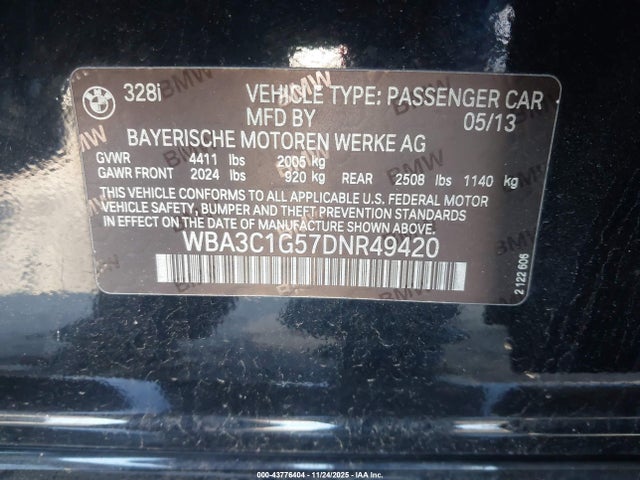 328i VEHICLE TYPE: PASSENGER CAR
MFD BY 05/13
BAYERISCHE MOTOREN WERKE AG
GVWR 4411 lbs 2005 kg
GAWR FRONT 2024 lbs 920 kg REAR 2508 lbs 1140 kg
THIS VEHICLE CONFORMS TO ALL APPLICABLE U.S. FEDERAL MOTOR
VEHICLE SAFETY, BUMPER AND THEFT PREVENTION STANDARDS
IN EFFECT ON THE DATE OF MANUFACTURE SHOWN ABOVE.
WBA3C1G57DNR49420
2 122 606
© 43776404 - 11/24/2025 - IAA Inc.